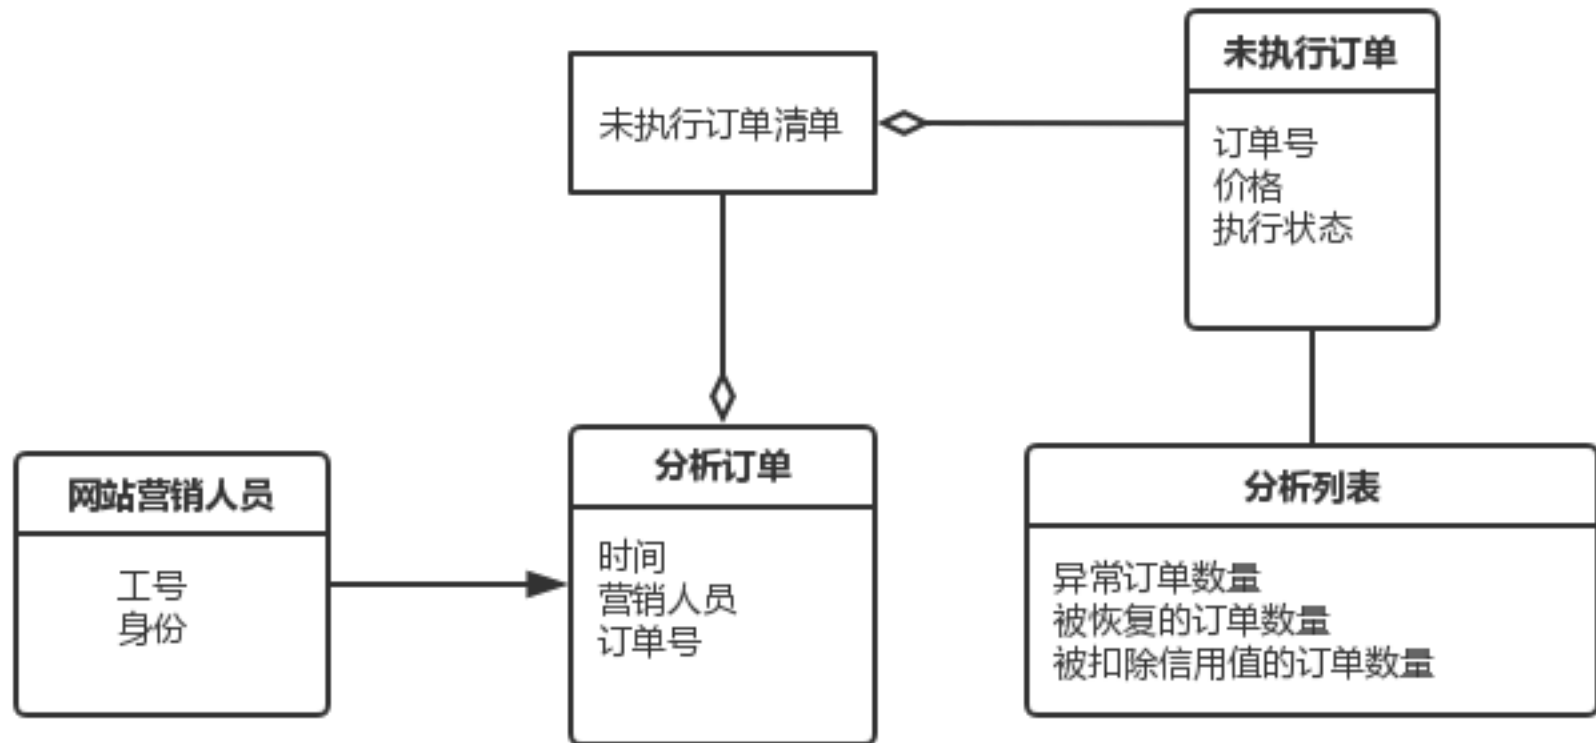 未执行订单清单
未执行订单
订单号
价格
执行状态
网站营销人员
工号
身份
分析订单
时间
营销人员
订单号
分析列表
异常订单数量
被恢复的订单数量
被扣除信用值的订单数量